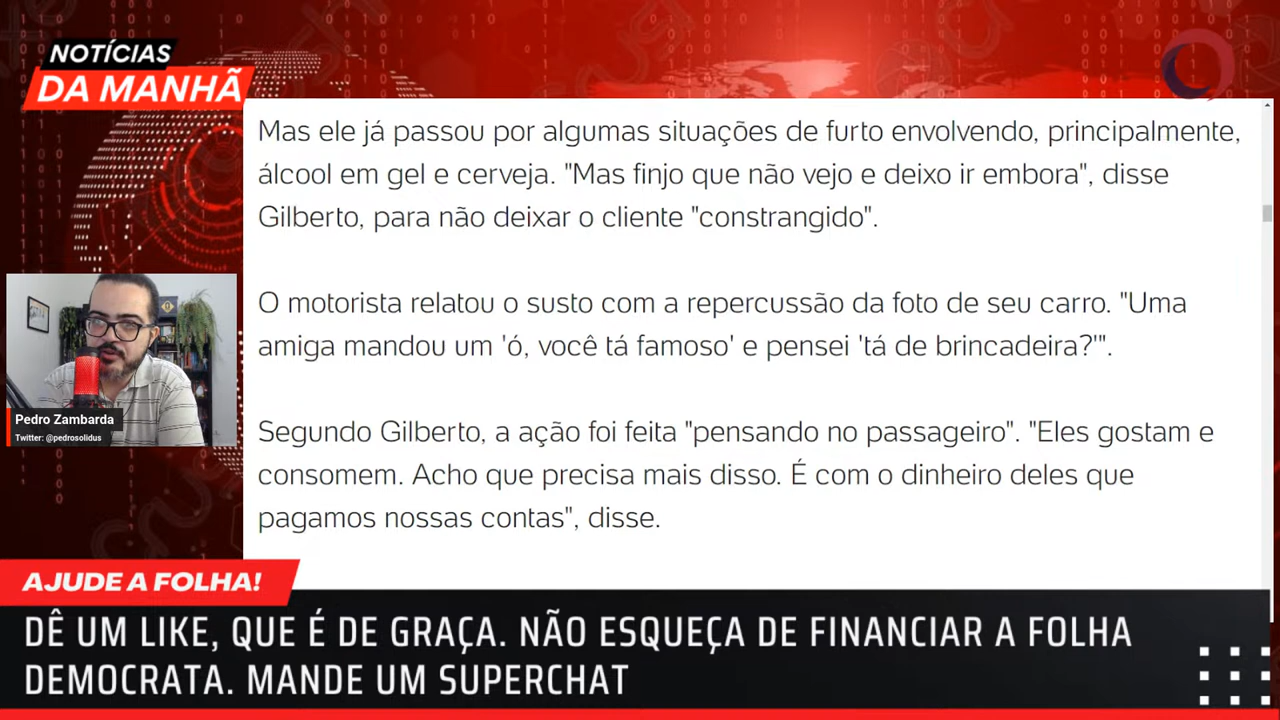 NOTÍCIAS
DA MANHÃ
Mas ele já passou por algumas situações de furto envolvendo, principalmente,
álcool em gel e cerveja. "Mas finjo que não vejo e deixo ir embora", disse
Gilberto, para não deixar o cliente "constrangido".
O motorista relatou o susto com a repercussão da foto de seu carro. "Uma
amiga mandou um 'ó, você tá famoso' e pensei 'tá de brincadeira?'".
Segundo Gilberto, a ação foi feita "pensando no passageiro". "Eles gostam e
consomem. Acho que precisa mais disso. É com o dinheiro deles que
pagamos nossas contas", disse.
Pedro Zambarda
Twitter: @pedrosolidus
AJUDE A FOLHA!
DÊ UM LIKE, QUE É DE GRAÇA. NÃO ESQUEÇA DE FINANCIAR A FOLHA
DEMOCRATA. MANDE UM SUPERCHAT